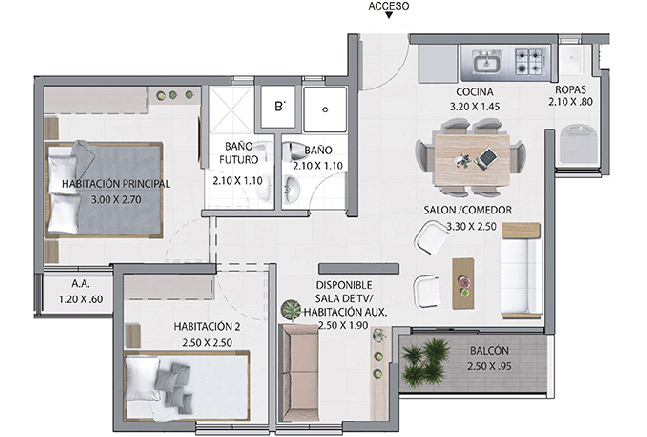 ACCESO
COCINA
3.20 X 1.45
ROPAS
2.10 X .80
B.
BAÑO
FUTURO
2.10 X 1.10
BAÑO
2.10 X 1.10
HABITACIÓN PRINCIPAL
3.00 X 2.70
SALON /COMEDOR
3.30 X 2.50
A.A.
1.20 X .60
DISPONIBLE
SALA DE TV/
HABITACIÓN AUX.
2.50 X 1.90
HABITACIÓN 2
2.50 X 2.50
BALCÓN
2.50 X .95